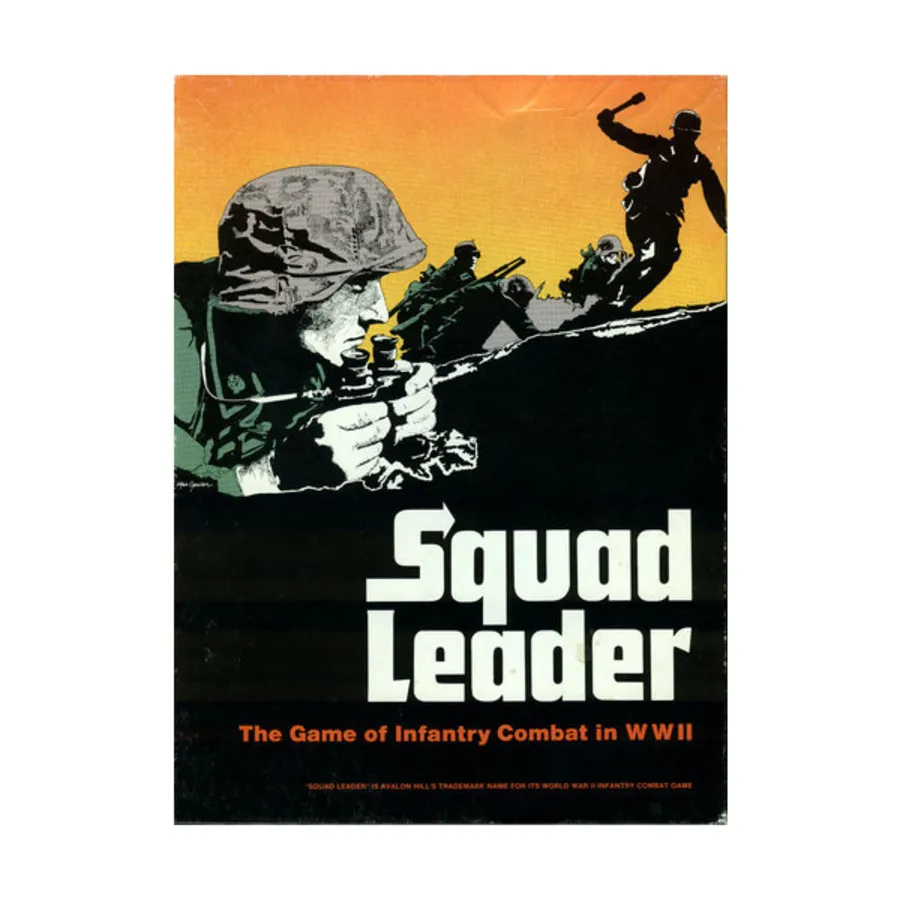 Squad
Leader
The Game of Infantry Combat in WWII
"SQUAD LEADER" IS AVALON HILL'S TRADEMARK NAME FOR ITS WORLD WAR II INFANTRY COMBAT GAME